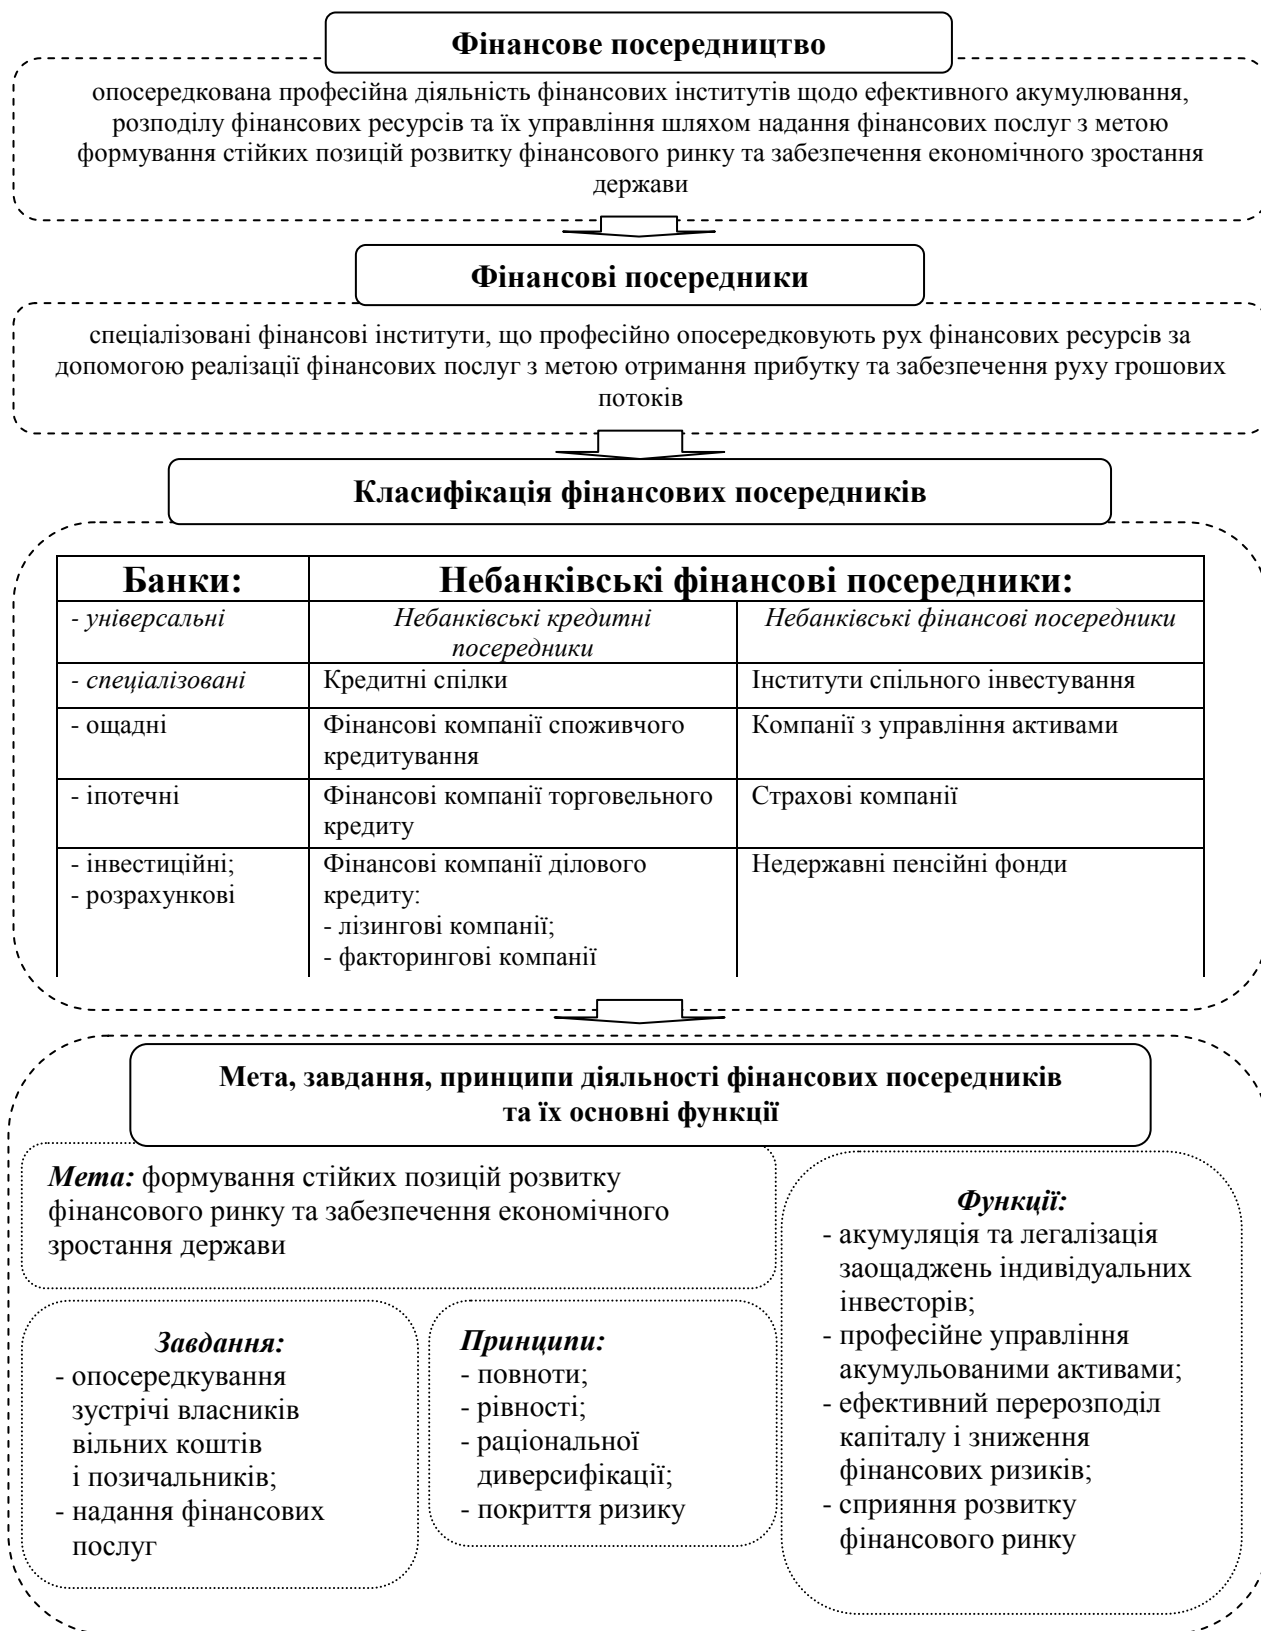 Фінансове посередництво
опосередкована професійна діяльність фінансових інститутів щодо ефективного акумулювання,
розподілу фінансових ресурсів та їх управління шляхом надання фінансових послуг з метою
формування стійких позицій розвитку фінансового ринку та забезпечення економічного зростання
держави
Фінансові посередники
спеціалізовані фінансові інститути, що професійно опосередковують рух фінансових ресурсів за
допомогою реалізації фінансових послуг з метою отримання прибутку та забезпечення руху грошових
потоків
Класифікація фінансових посередників
Банки:
Небанківські фінансові посередники:
- універсальні
Небанківські кредитні
посередники
Небанківські фінансові посередники
- спеціалізовані
Кредитні спілки
Інститути спільного інвестування
- ощадні
Фінансові компанії споживчого
кредитування
Компанії з управління активами
- іпотечні
Фінансові компанії торговельного
кредиту
Страхові компанії
- інвестиційні;
- розрахункові
Фінансові компанії ділового
кредиту:
- лізингові компанії;
- факторингові компанії
Недержавні пенсійні фонди
Мета, завдання, принципи діяльності фінансових посередників
та їх основні функції
Мета: формування стійких позицій розвитку
фінансового ринку та забезпечення економічного
зростання держави
Завдання:
- опосередкування
зустрічі власників
вільних коштів
і позичальників;
- надання фінансових
послуг
Принципи:
- повноти;
- рівності;
- раціональної
диверсифікації;
- покриття ризику
Функції:
- акумуляція та легалізація
заощаджень індивідуальних
інвесторів;
- професійне управління
акумульованими активами;
- ефективний перерозподіл
капіталу і зниження
фінансових ризиків;
- сприяння розвитку
фінансового ринку